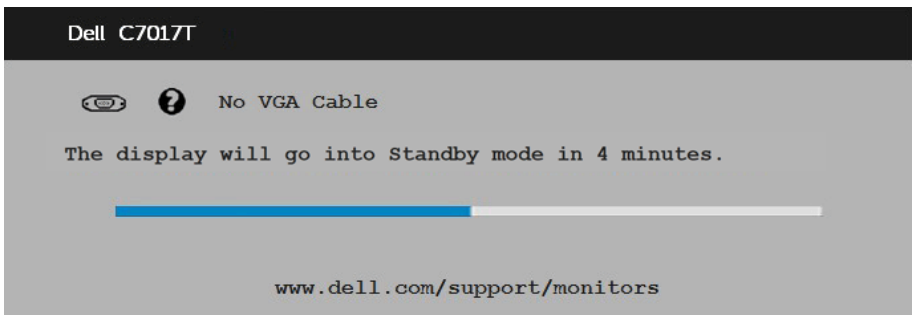 Dell C7017T
No VGA Cable
The display will go into Standby mode in 4 minutes.
www.dell.com/support/monitors